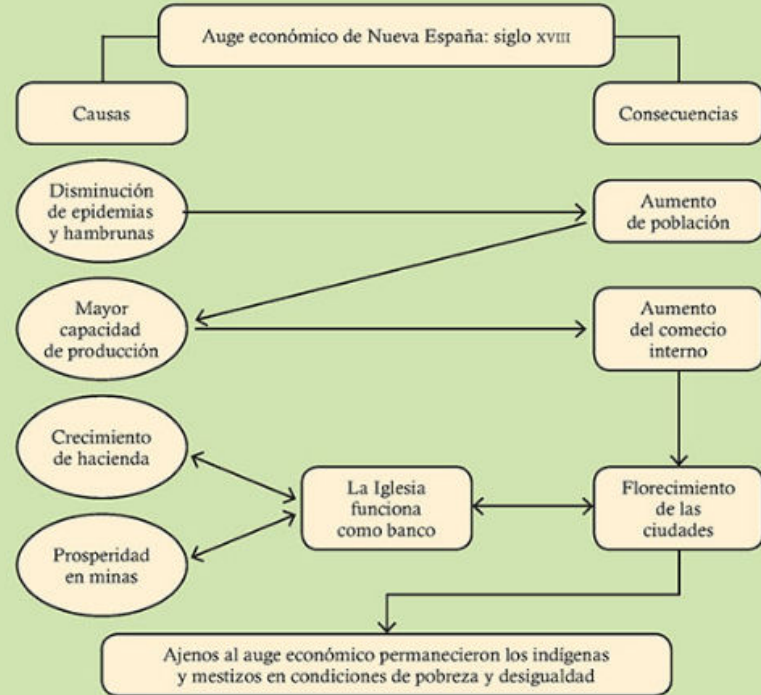 Auge económico de Nueva España: siglo XVIII
Causas
Consecuencias
Disminución
de epidemias
y hambrunas
Aumento
de población
Mayor
capacidad
de producción
Aumento
del comecio
interno
Crecimiento
de hacienda
La Iglesia
funciona
como banco
Florecimiento
de las
ciudades
Prosperidad
en minas
Ajenos al auge económico permanecieron los indígenas
y mestizos en condiciones de pobreza y desigualdad